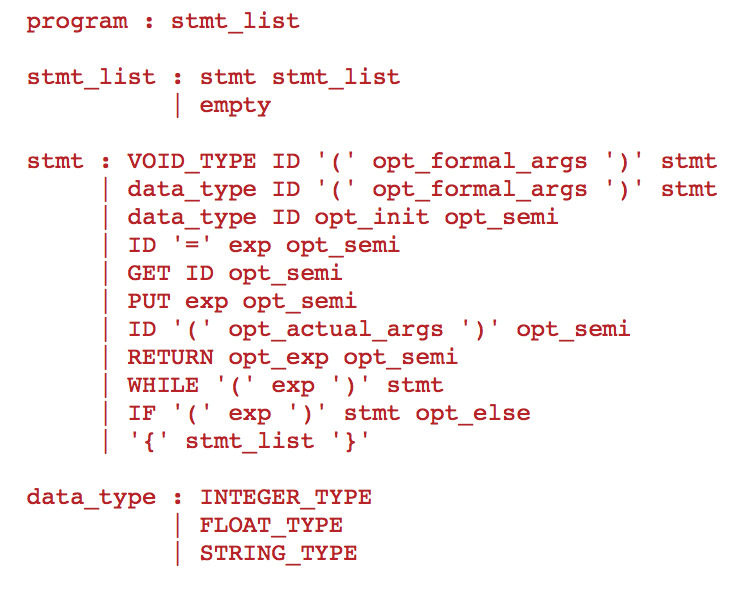 program : stmt_list
stmt_list : stmt stmt_list
| empty
stmt : VOID_TYPE ID '(' opt_formal_args ')' stmt
| data_type ID '(' opt_formal_args ')' stmt
| data_type ID opt_init opt_semi
| ID '=' exp opt_semi
| GET ID opt_semi
| PUT exp opt_semi
| ID '(' opt_actual_args ')' opt_semi
| RETURN opt_exp opt_semi
| WHILE '(' exp ')' stmt
| IF '(' exp ')' stmt opt_else
| '{' stmt_list '}'
data_type : INTEGER_TYPE
| FLOAT_TYPE
| STRING_TYPE